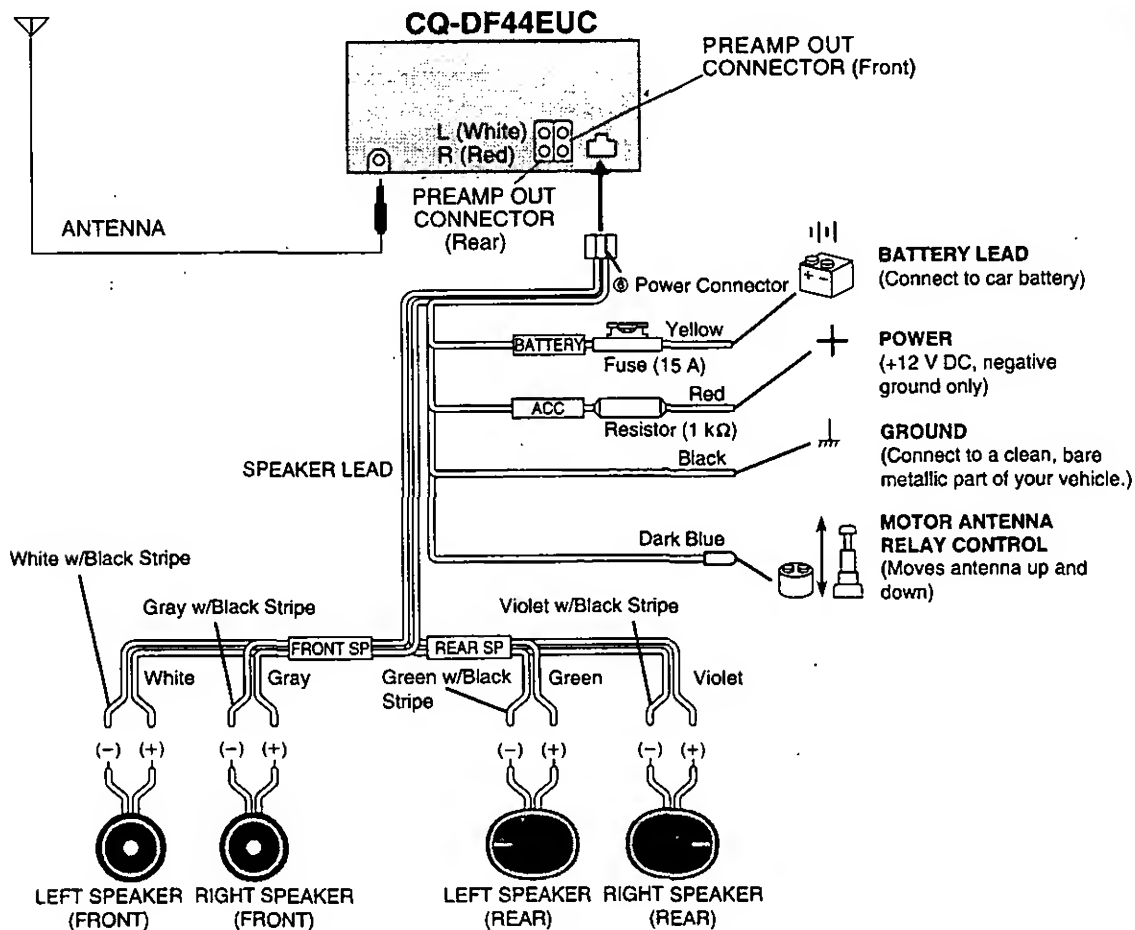 CQ-DF44EUC
PREAMP OUT
CONNECTOR (Front)
L (White)
R (Red)
PREAMP OUT
CONNECTOR
(Rear)
ANTENNA
⑥ Power Connector
BATTERY LEAD
(Connect to car battery)
+ −
BATTERY
Yellow
Fuse (15 A)
POWER
(+12 V DC, negative
ground only)
ACC
Red
Resistor (1 kΩ)
GROUND
(Connect to a clean, bare
metallic part of your vehicle.)
Black
SPEAKER LEAD
MOTOR ANTENNA
RELAY CONTROL
(Moves antenna up and
down)
Dark Blue
White w/Black Stripe
Gray w/Black Stripe
Violet w/Black Stripe
FRONT SP
REAR SP
White
Gray
Green w/Black
Stripe
Green
Violet
(−) (+)
(−) (+)
(−) (+)
(−) (+)
LEFT SPEAKER
(FRONT)
RIGHT SPEAKER
(FRONT)
LEFT SPEAKER
(REAR)
RIGHT SPEAKER
(REAR)